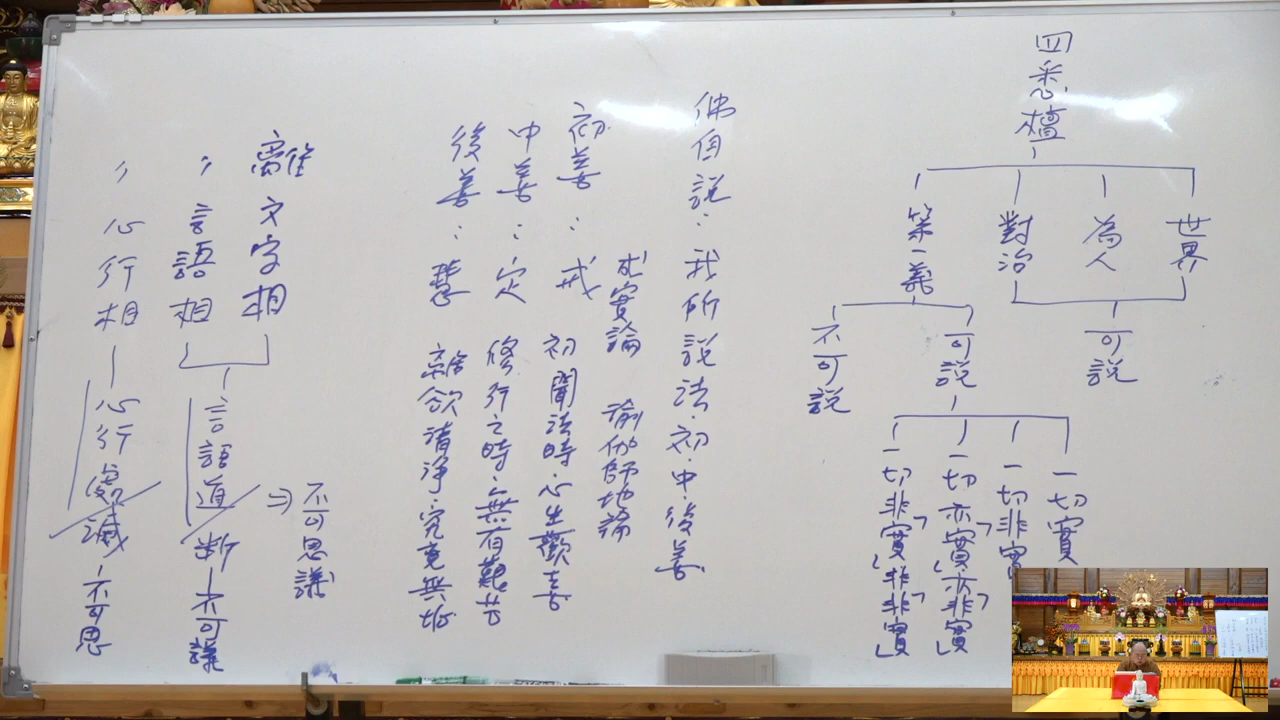 四悉檀
世界
為人
對治
第一義
可說
可說
不可說
一切實
一切非實
一切亦實亦非實
一切非實非非實
佛自說：我所說法．初．中．後善
成實論 瑜伽師地論
初善：戒 初聞法時．心生歡喜
中善：定 修行之時．無有艱苦
後善：慧 離欲清淨．究竟無垢
離文字相
〃言語相
言語道斷—不可議
⇒不可思議
〃心行相—心行處滅—不可思